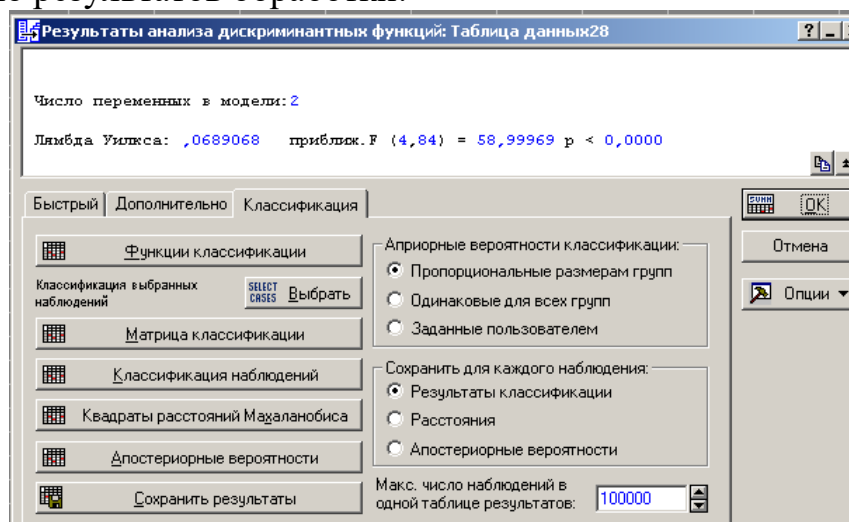 результатов обработки.
Результаты анализа дискриминантных функций: Таблица данных28
Число переменных в модели:2
Лямбда Уилкса: ,0689068 приближ.F (4,84) = 58,99969 p < 0,0000
Быстрый Дополнительно Классификация
Функции классификации
Классификация выбранных наблюдений
SELECT CASES Выбрать
Матрица классификации
Классификация наблюдений
Квадраты расстояний Махаланобиса
Апостериорные вероятности
Сохранить результаты
Априорные вероятности классификации:
Пропорциональные размерам групп
Одинаковые для всех групп
Заданные пользователем
Сохранить для каждого наблюдения:
Результаты классификации
Расстояния
Апостериорные вероятности
Макс. число наблюдений в
одной таблице результатов: 100000
OK
Отмена
Опции